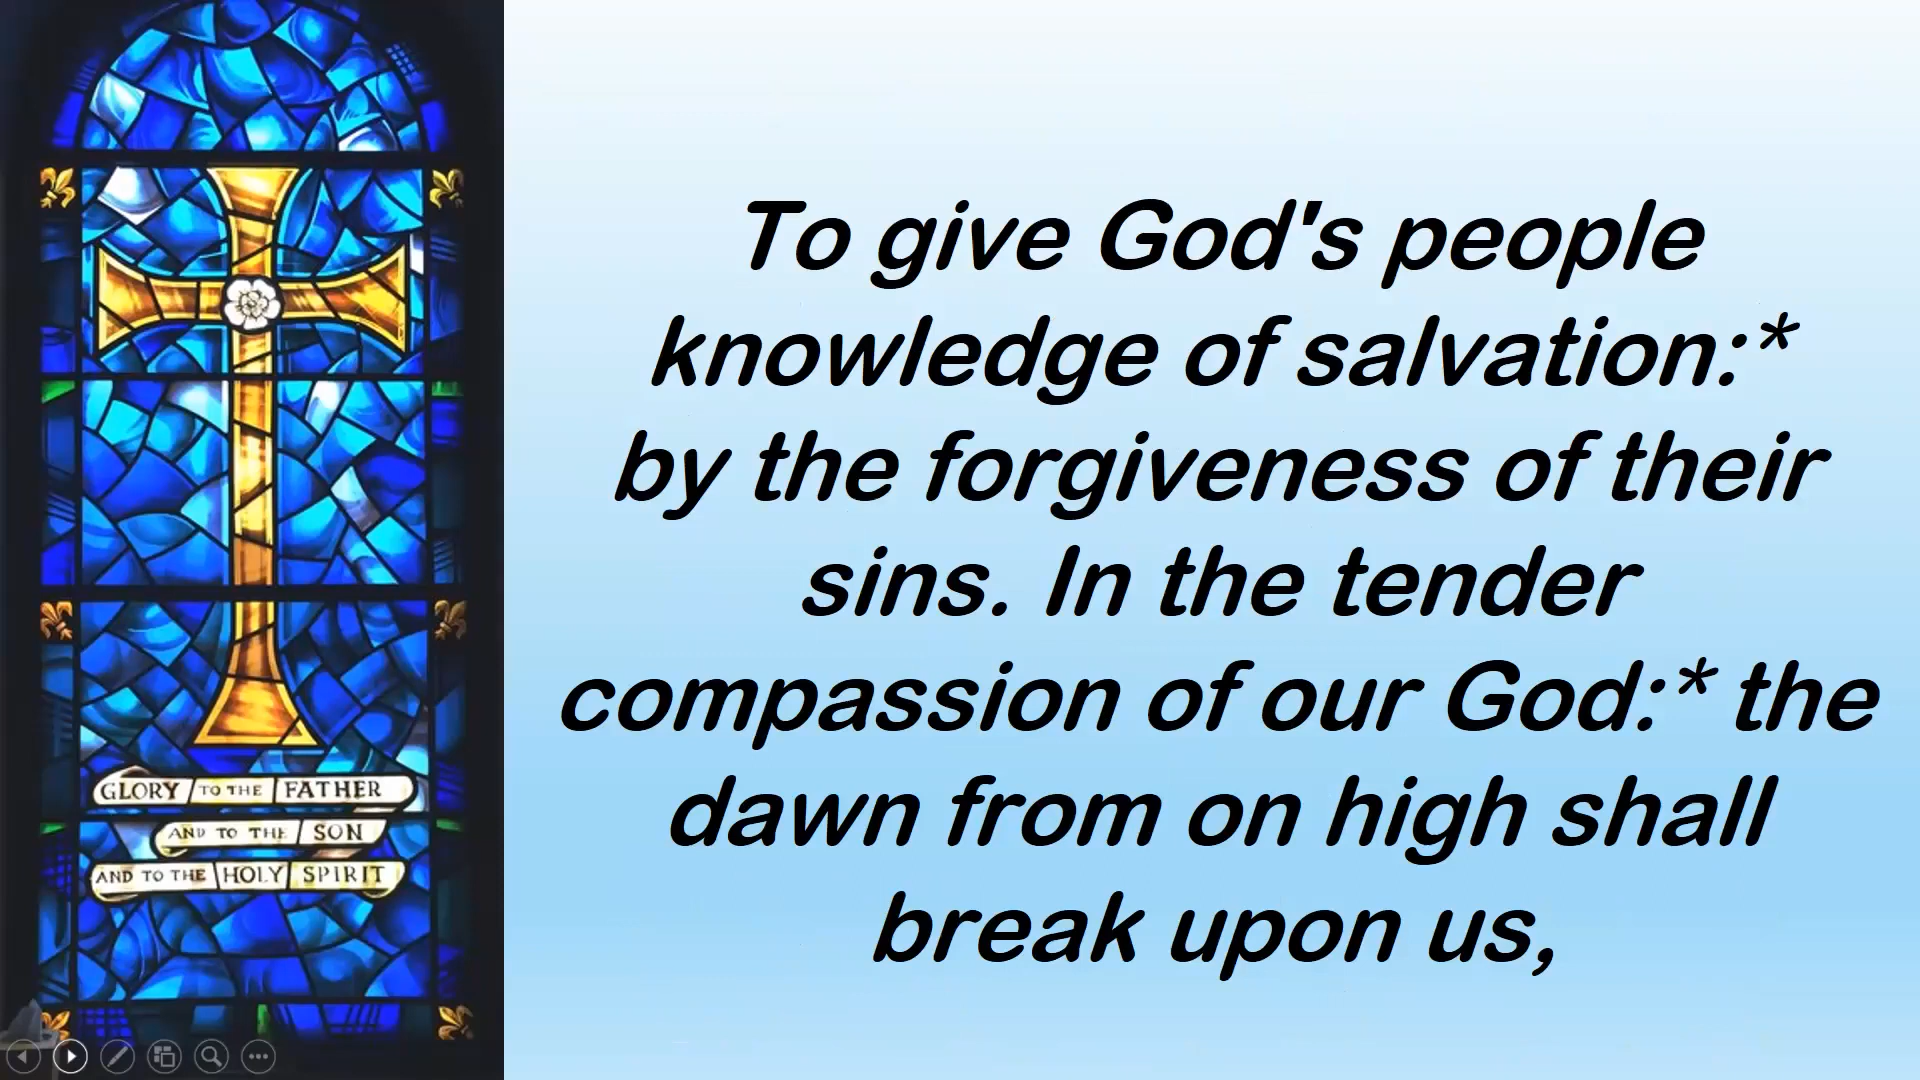 To give God's people
knowledge of salvation:*
by the forgiveness of their
sins. In the tender
compassion of our God:* the
dawn from on high shall
break upon us,
GLORY TO THE FATHER
AND TO THE SON
AND TO THE HOLY SPIRIT